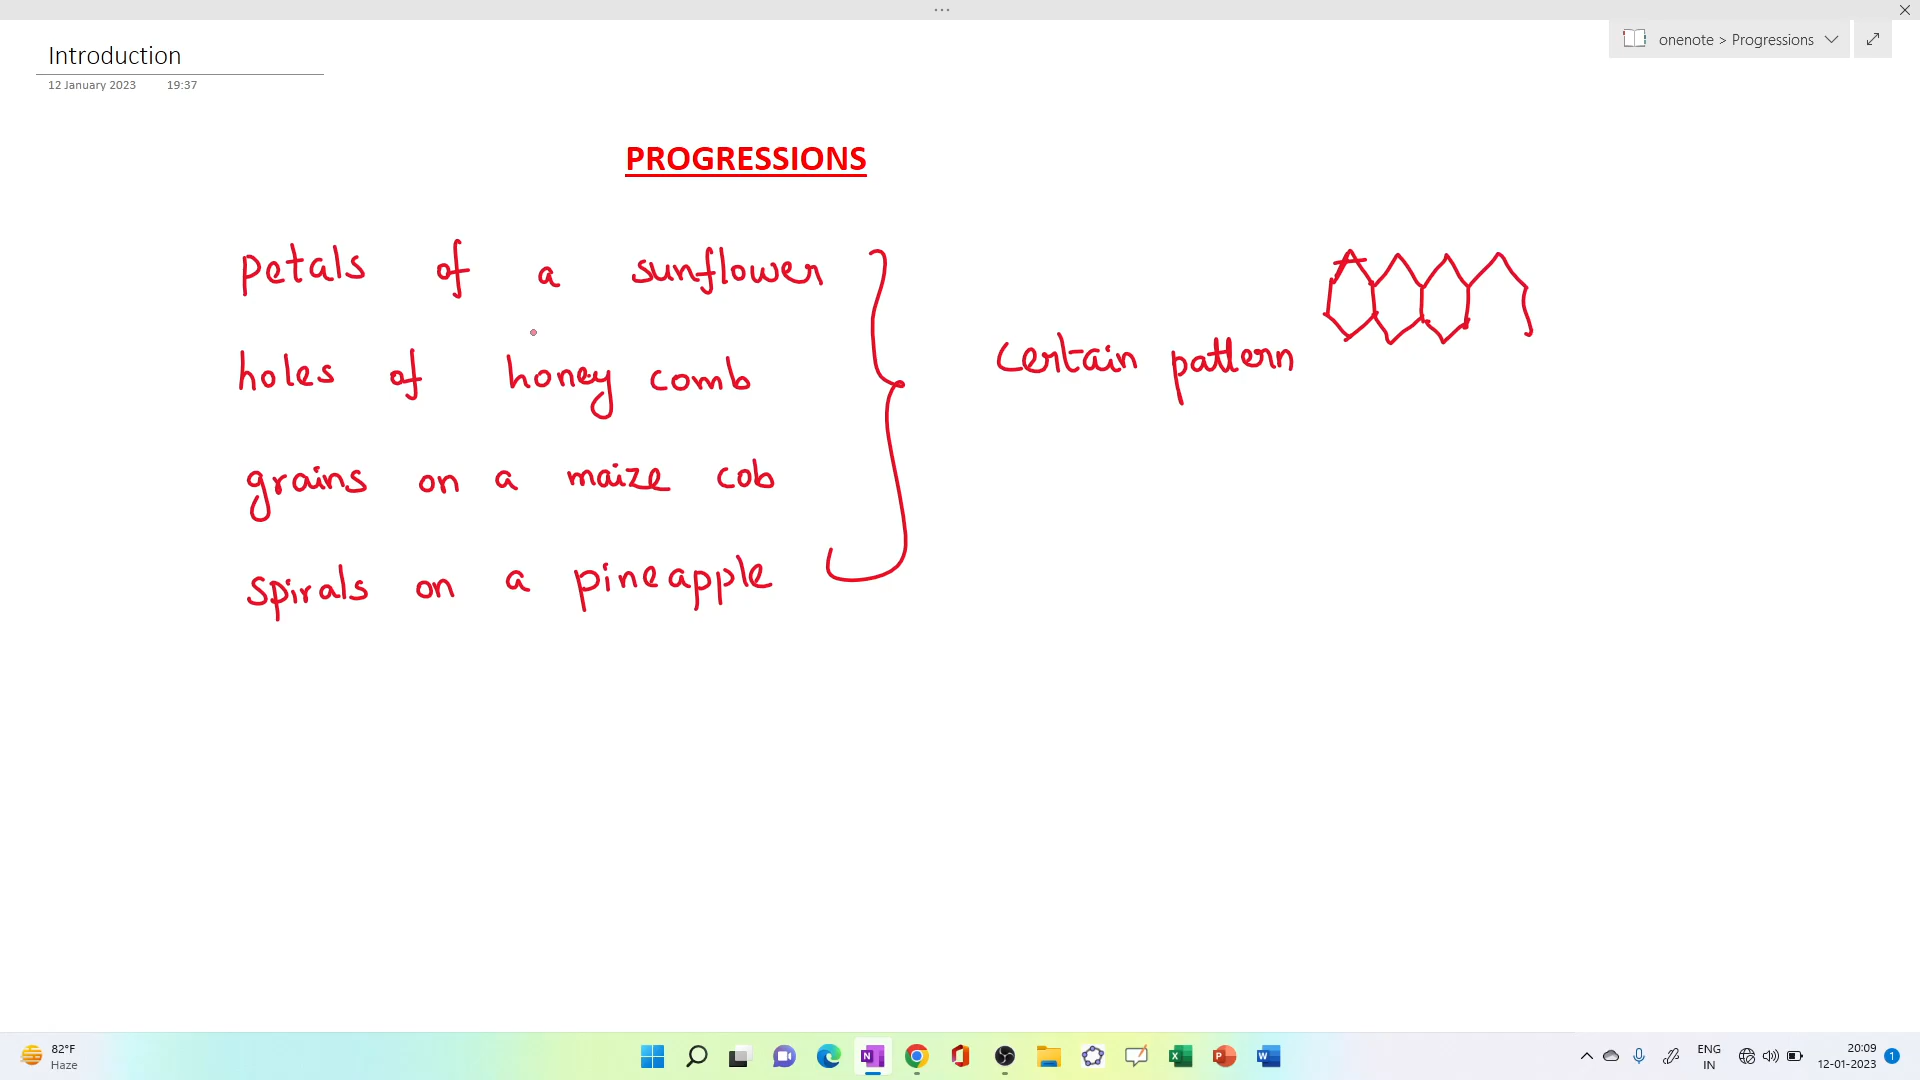 Introduction
12 January 2023 19:37
onenote > Progressions
PROGRESSIONS
petals of a sunflower
holes of honey comb
certain pattern
grains on a maize cob
spirals on a pineapple
82°F
Haze
ENG
IN
20:09
12-01-2023
1